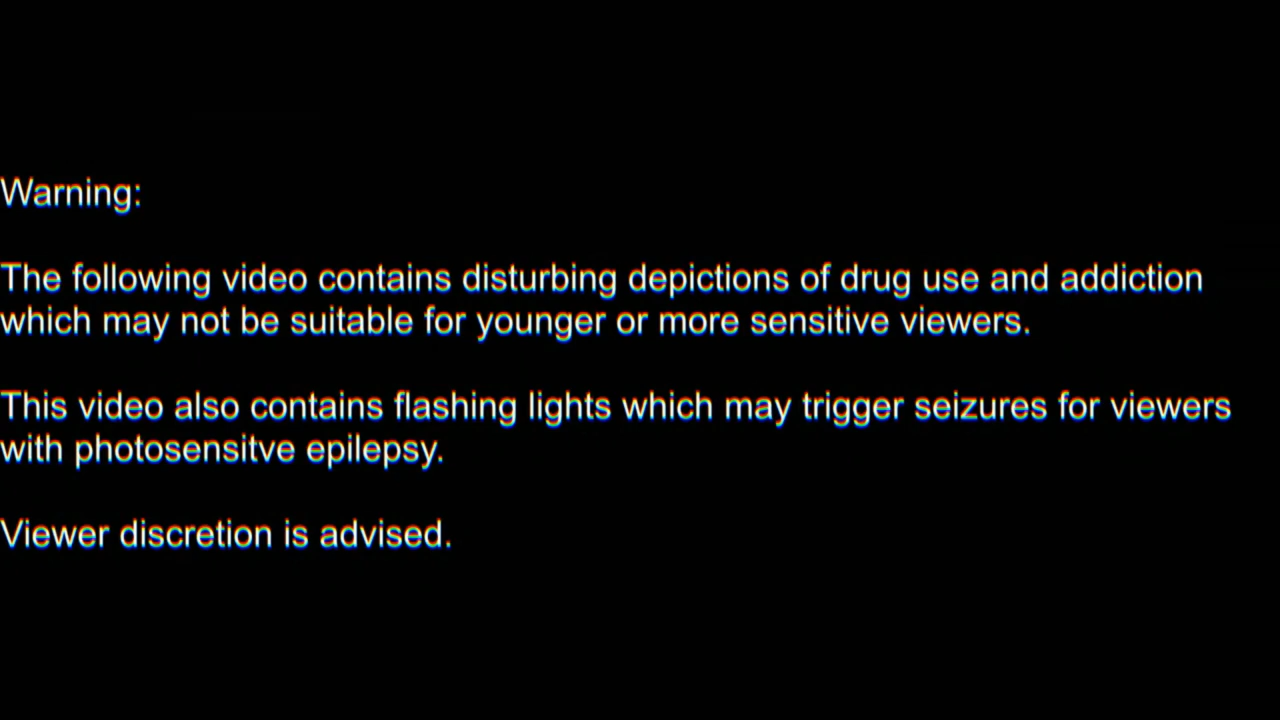 Warning:
The following video contains disturbing depictions of drug use and addiction
which may not be suitable for younger or more sensitive viewers.
This video also contains flashing lights which may trigger seizures for viewers
with photosensitve epilepsy.
Viewer discretion is advised.